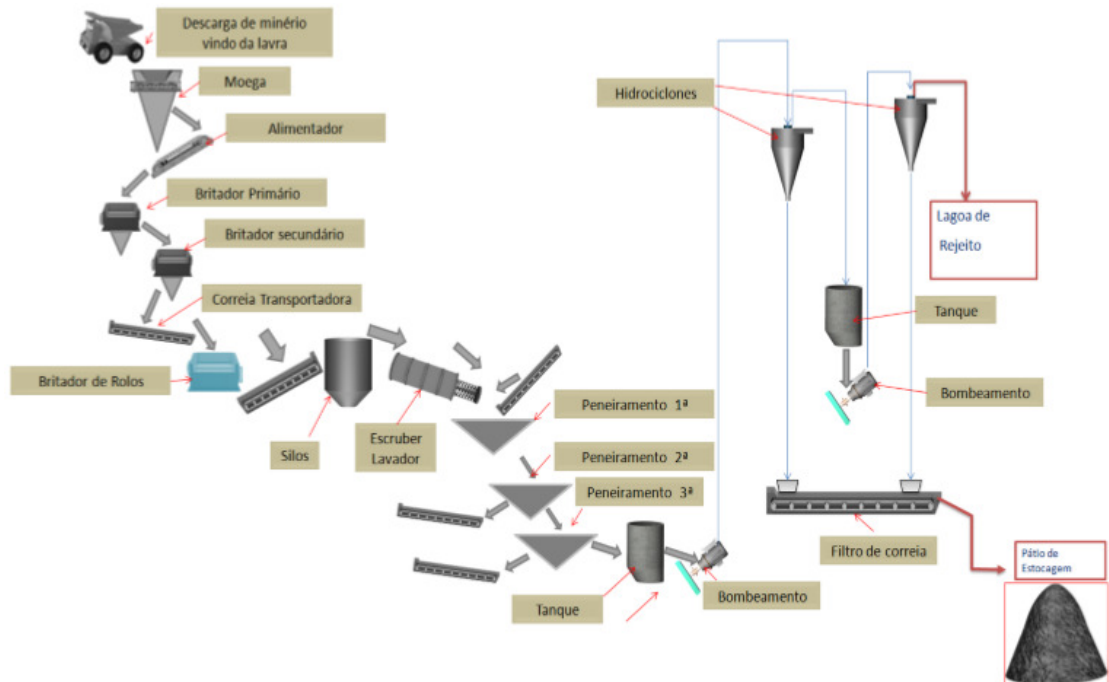 Descarga de minério
vindo da lavra
Moega
Alimentador
Britador Primário
Britador secundário
Correia Transportadora
Britador de Rolos
Silos
Escruber
Lavador
Peneiramento 1ª
Peneiramento 2ª
Peneiramento 3ª
Tanque
Bombeamento
Hidrociclones
Lagoa de
Rejeito
Tanque
Bombeamento
Filtro de correia
Pátio de
Estocagem